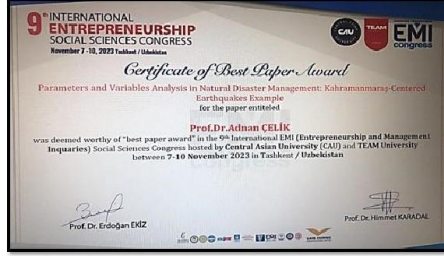 9th INTERNATIONAL
ENTREPRENEURSHIP
SOCIAL SCIENCES CONGRESS
November 7 -10, 2023 Tashkent / Uzbekistan
CAU
TEAM
EMI
congress
Certificate of Best Paper Award
Parameters and Variables Analysis in Natural Disaster Management: Kahramanmaraş-Centered
Earthquakes Example
for the paper entiteled
Prof.Dr.Adnan ÇELİK
was deemed worthy of "best paper award" in the 9th International EMI (Entrepreneurship and Management
Inquaries) Social Sciences Congress hosted by Central Asian University (CAU) and TEAM University
between 7-10 November 2023 in Tashkent / Uzbekistan
Prof. Dr. Erdoğan EKİZ
Prof. Dr. Himmet KARADAL